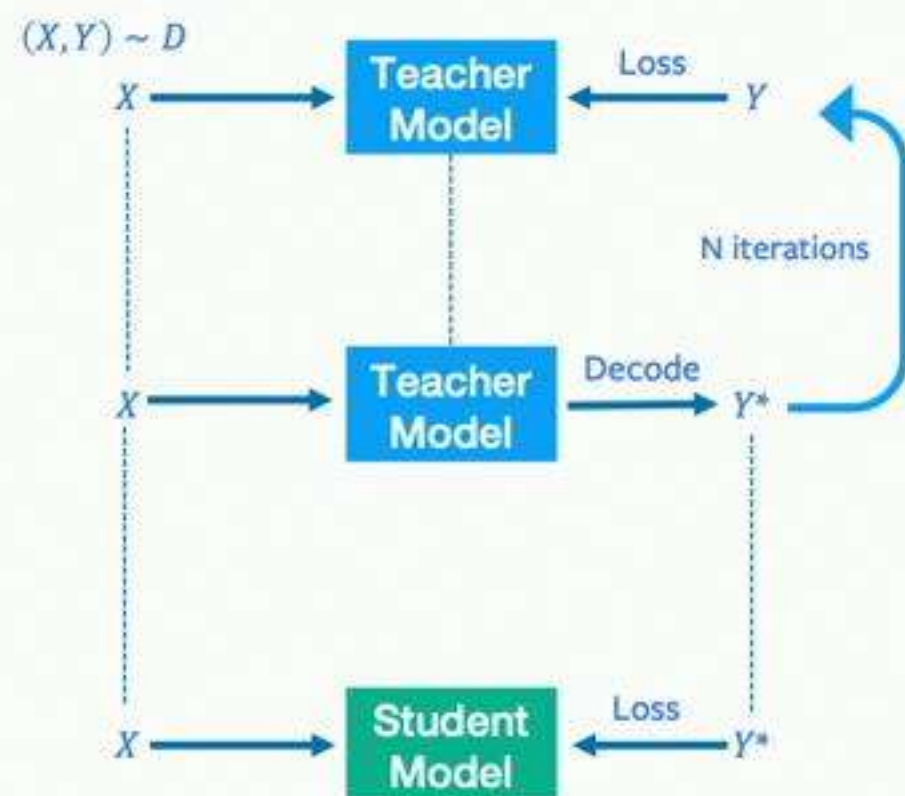 (X,Y) ~ D
X
Teacher
Model
Loss
Y
N iterations
X
Teacher
Model
Decode
Y*
X
Student
Model
Loss
Y*